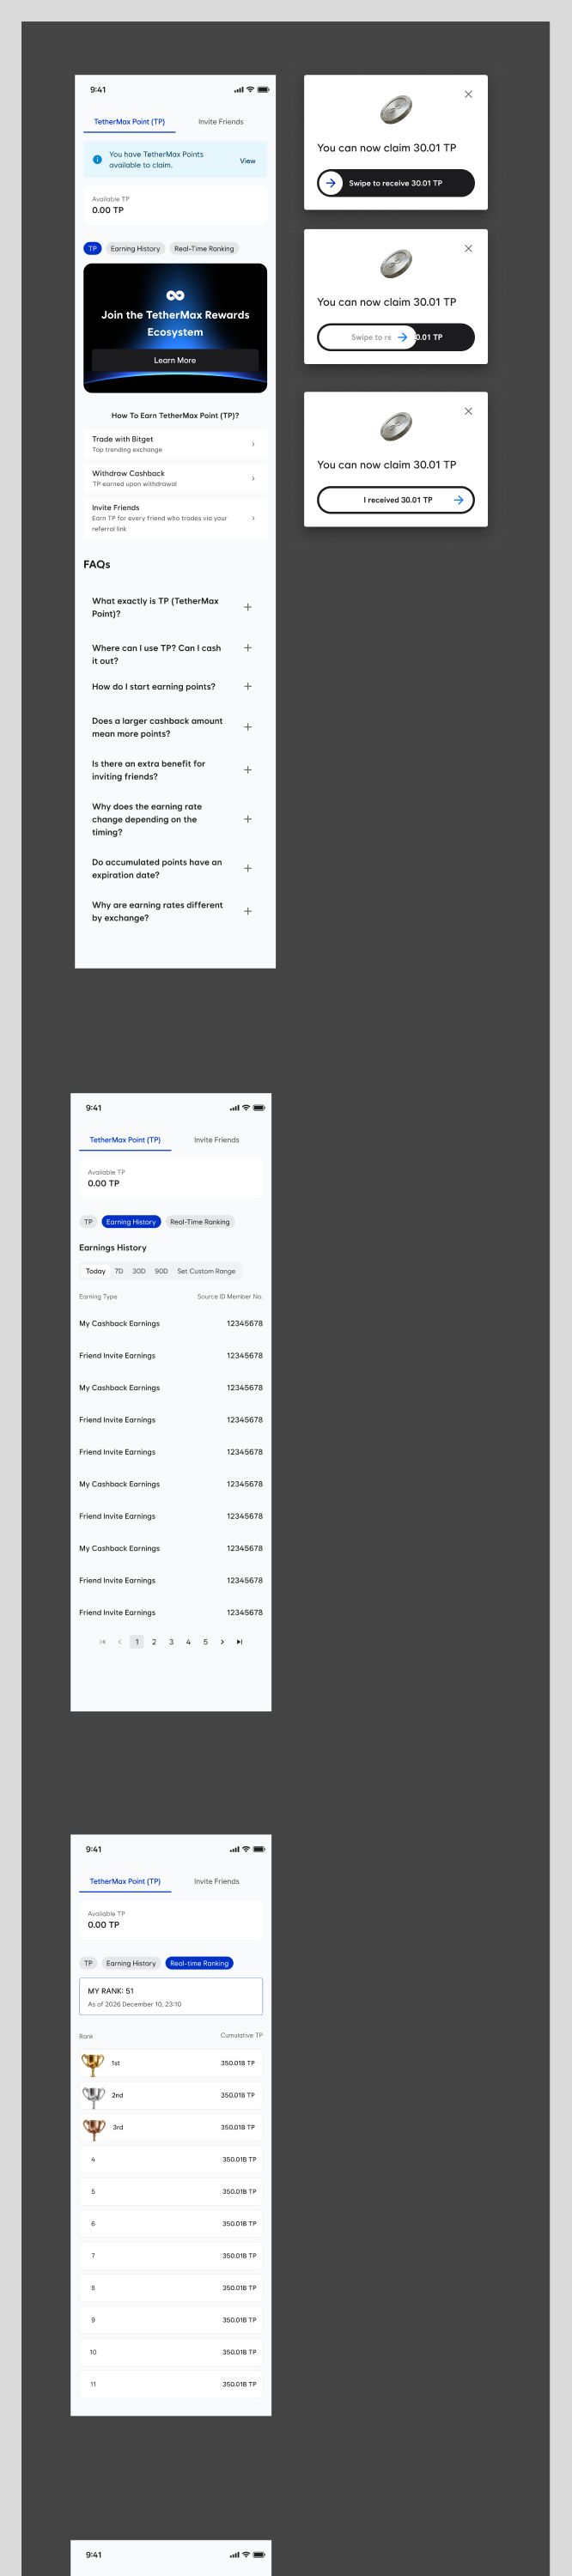 9:41
TetherMax Point (TP)
Invite Friends
You have TetherMax Points
available to claim.
View
Available TP
0.00 TP
TP
Earning History
Real-Time Ranking
Join the TetherMax Rewards
Ecosystem
Learn More
How To Earn TetherMax Point (TP)?
Trade with Bitget
Top trending exchange
Withdraw Cashback
TP earned upon withdrawal
Invite Friends
Earn TP for every friend who trades via your
referral link
FAQs
What exactly is TP (TetherMax
Point)?
Where can I use TP? Can I cash
it out?
How do I start earning points?
Does a larger cashback amount
mean more points?
Is there an extra benefit for
inviting friends?
Why does the earning rate
change depending on the
timing?
Do accumulated points have an
expiration date?
Why are earning rates different
by exchange?
You can now claim 30.01 TP
Swipe to receive 30.01 TP
You can now claim 30.01 TP
Swipe to re 0.01 TP
You can now claim 30.01 TP
I received 30.01 TP
9:41
TetherMax Point (TP)
Invite Friends
Available TP
0.00 TP
TP
Earning History
Real-Time Ranking
Earnings History
Today 7D 30D 90D Set Custom Range
Earning Type Source ID Member No.
My Cashback Earnings 12345678
Friend Invite Earnings 12345678
My Cashback Earnings 12345678
Friend Invite Earnings 12345678
Friend Invite Earnings 12345678
My Cashback Earnings 12345678
Friend Invite Earnings 12345678
My Cashback Earnings 12345678
Friend Invite Earnings 12345678
Friend Invite Earnings 12345678
1 2 3 4 5
9:41
TetherMax Point (TP)
Invite Friends
Available TP
0.00 TP
TP
Earning History
Real-time Ranking
MY RANK: 51
As of 2026 December 10, 23:10
Rank Cumulative TP
1st 350.01B TP
2nd 350.01B TP
3rd 350.01B TP
4 350.01B TP
5 350.01B TP
6 350.01B TP
7 350.01B TP
8 350.01B TP
9 350.01B TP
10 350.01B TP
11 350.01B TP
9:41